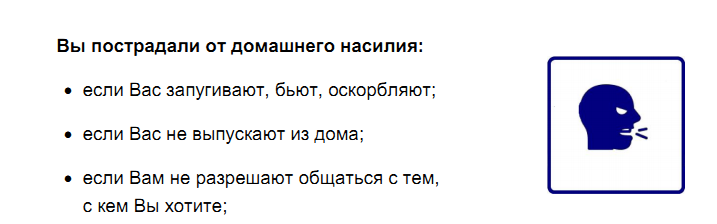 Вы пострадали от домашнего насилия:
• если Вас запугивают, бьют, оскорбляют;
• если Вас не выпускают из дома;
• если Вам не разрешают общаться с тем,
с кем Вы хотите;